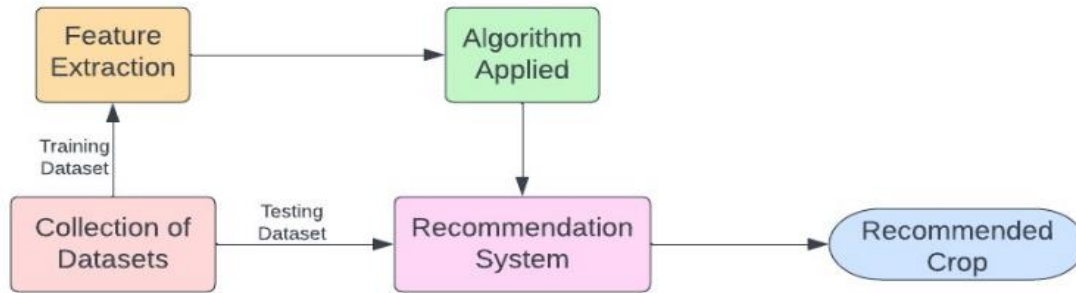 Feature
Extraction
Algorithm
Applied
Training
Dataset
Collection of
Datasets
Testing
Dataset
Recommendation
System
Recommended
Crop